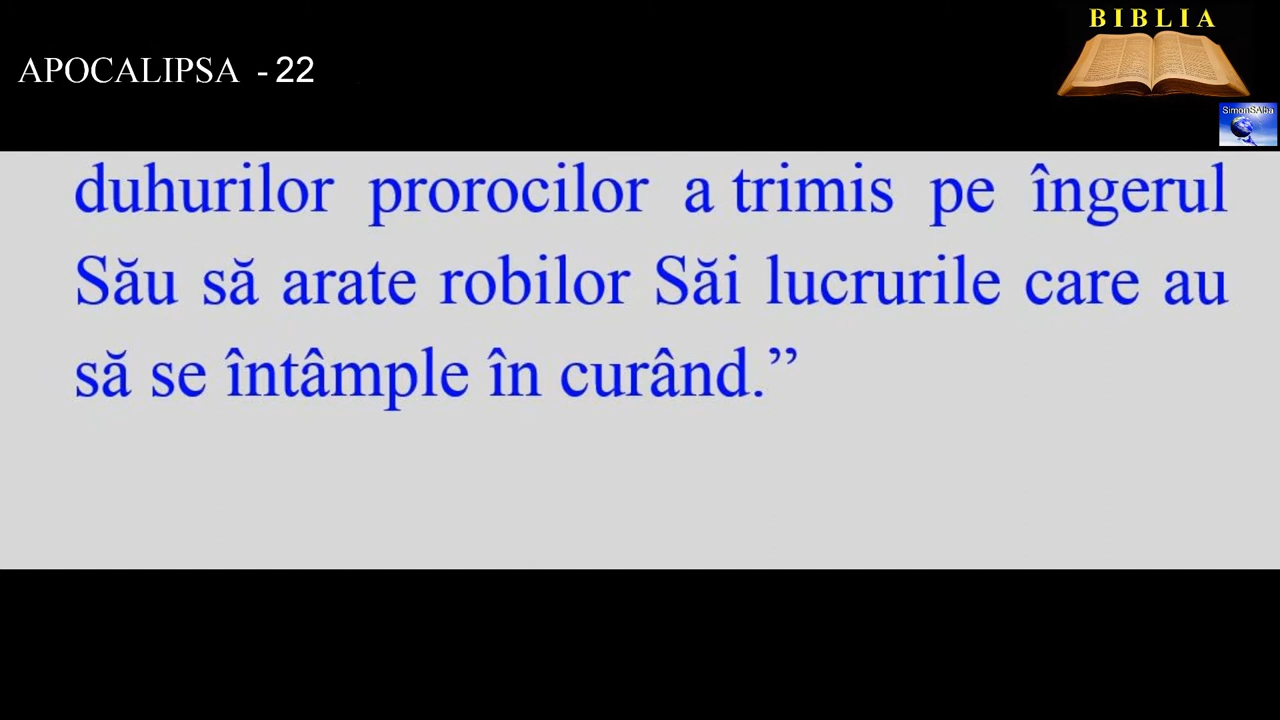 BIBLIA
APOCALIPSA - 22
SimonSAlba
duhurilor prorocilor a trimis pe îngerul
Său să arate robilor Săi lucrurile care au
să se întâmple în curând.”